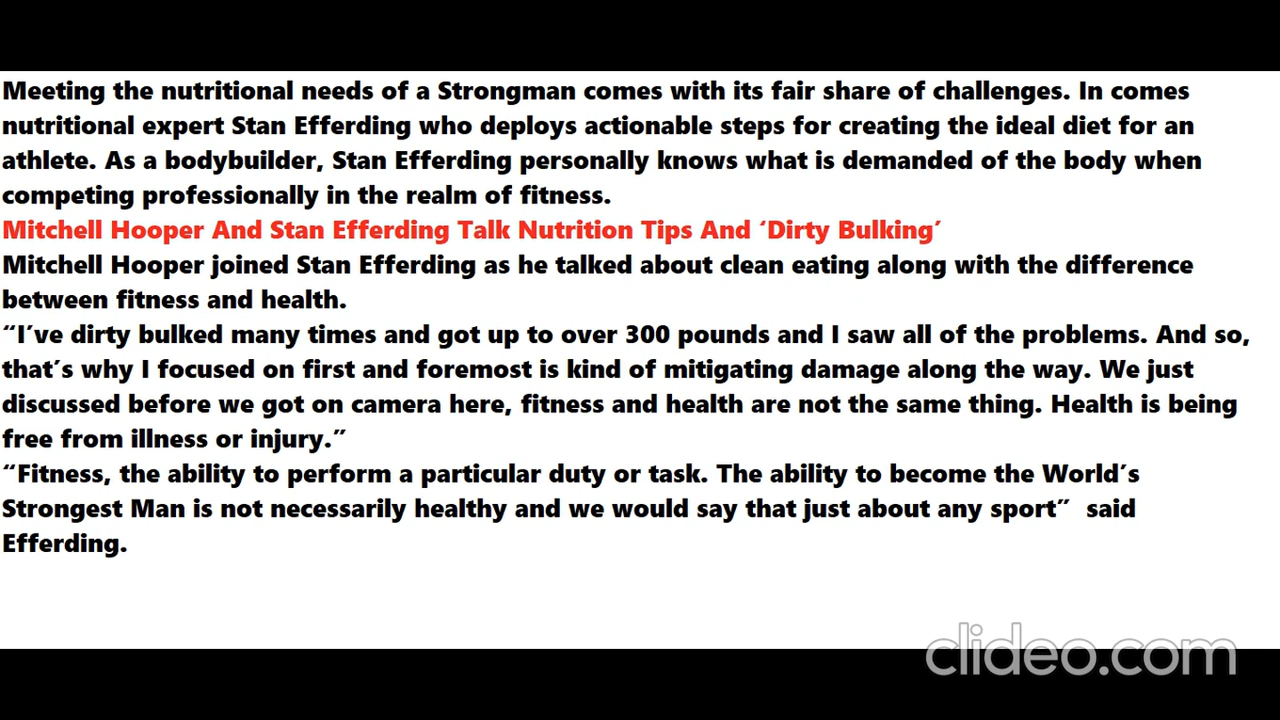 Meeting the nutritional needs of a Strongman comes with its fair share of challenges. In comes
nutritional expert Stan Efferding who deploys actionable steps for creating the ideal diet for an
athlete. As a bodybuilder, Stan Efferding personally knows what is demanded of the body when
competing professionally in the realm of fitness.
Mitchell Hooper And Stan Efferding Talk Nutrition Tips And ‘Dirty Bulking’
Mitchell Hooper joined Stan Efferding as he talked about clean eating along with the difference
between fitness and health.
“I’ve dirty bulked many times and got up to over 300 pounds and I saw all of the problems. And so,
that’s why I focused on first and foremost is kind of mitigating damage along the way. We just
discussed before we got on camera here, fitness and health are not the same thing. Health is being
free from illness or injury.”
“Fitness, the ability to perform a particular duty or task. The ability to become the World’s
Strongest Man is not necessarily healthy and we would say that just about any sport”  said
Efferding.
clideo.com